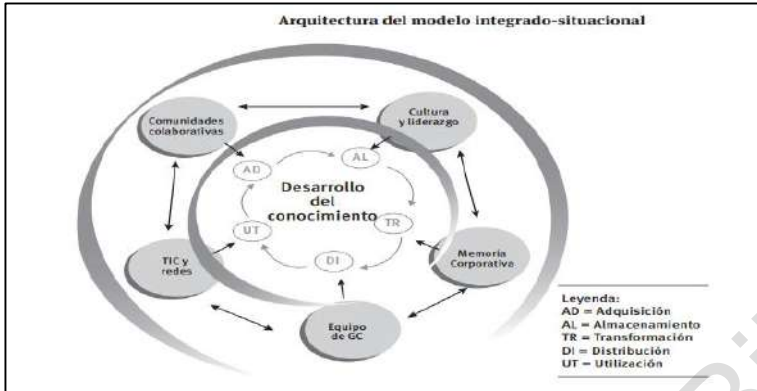 Arquitectura del modelo integrado-situacional
Comunidades
colaborativas
Cultura
y liderazgo
AD
AL
Desarrollo
del
conocimiento
UT
TR
DI
TIC y
redes
Memoria
Corporativa
Equipo
de GC
Leyenda:
AD = Adquisición
AL = Almacenamiento
TR = Transformación
DI = Distribución
UT = Utilización